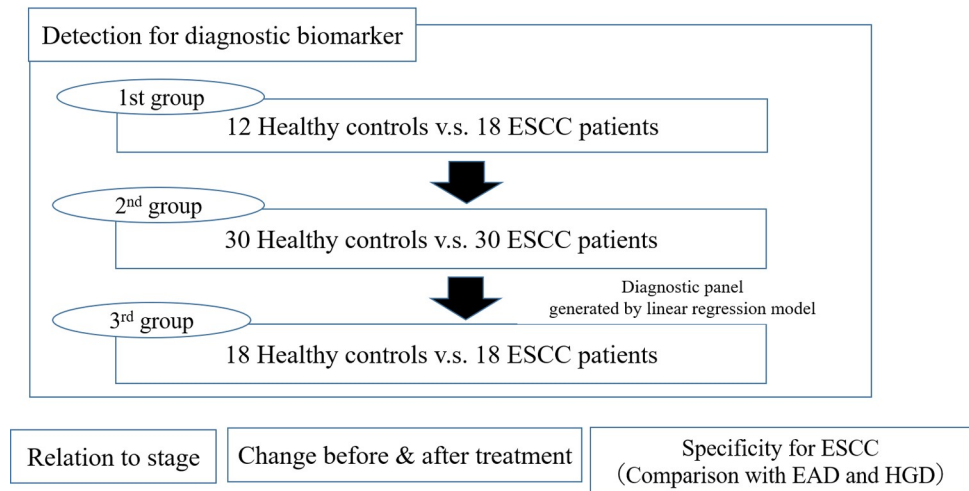 Detection for diagnostic biomarker
1st group
12 Healthy controls v.s. 18 ESCC patients
2nd group
30 Healthy controls v.s. 30 ESCC patients
Diagnostic panel
generated by linear regression model
3rd group
18 Healthy controls v.s. 18 ESCC patients
Relation to stage
Change before & after treatment
Specificity for ESCC
（Comparison with EAD and HGD）